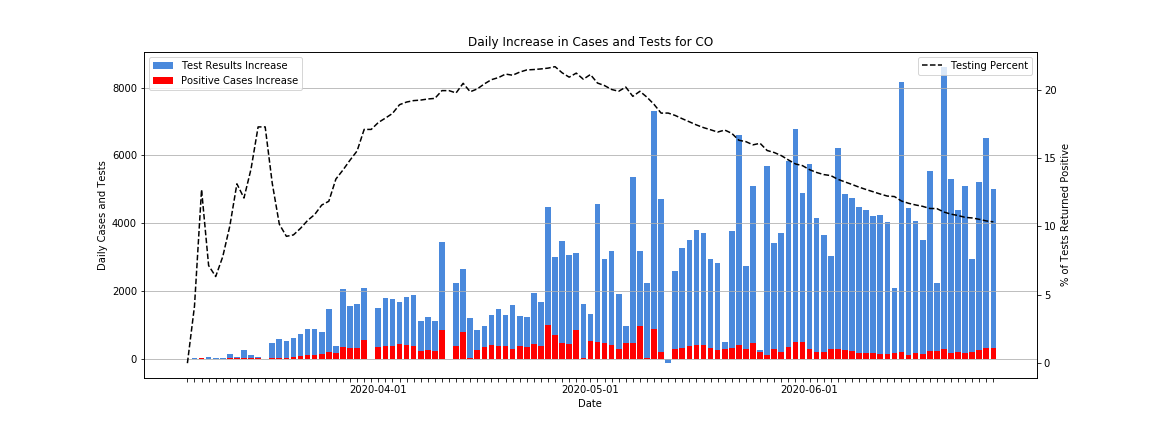 Daily Increase in Cases and Tests for CO
Test Results Increase
Positive Cases Increase
Testing Percent
8000
6000
4000
2000
0
Daily Cases and Tests
20
15
10
5
0
% of Tests Returned Positive
2020-04-01
2020-05-01
2020-06-01
Date